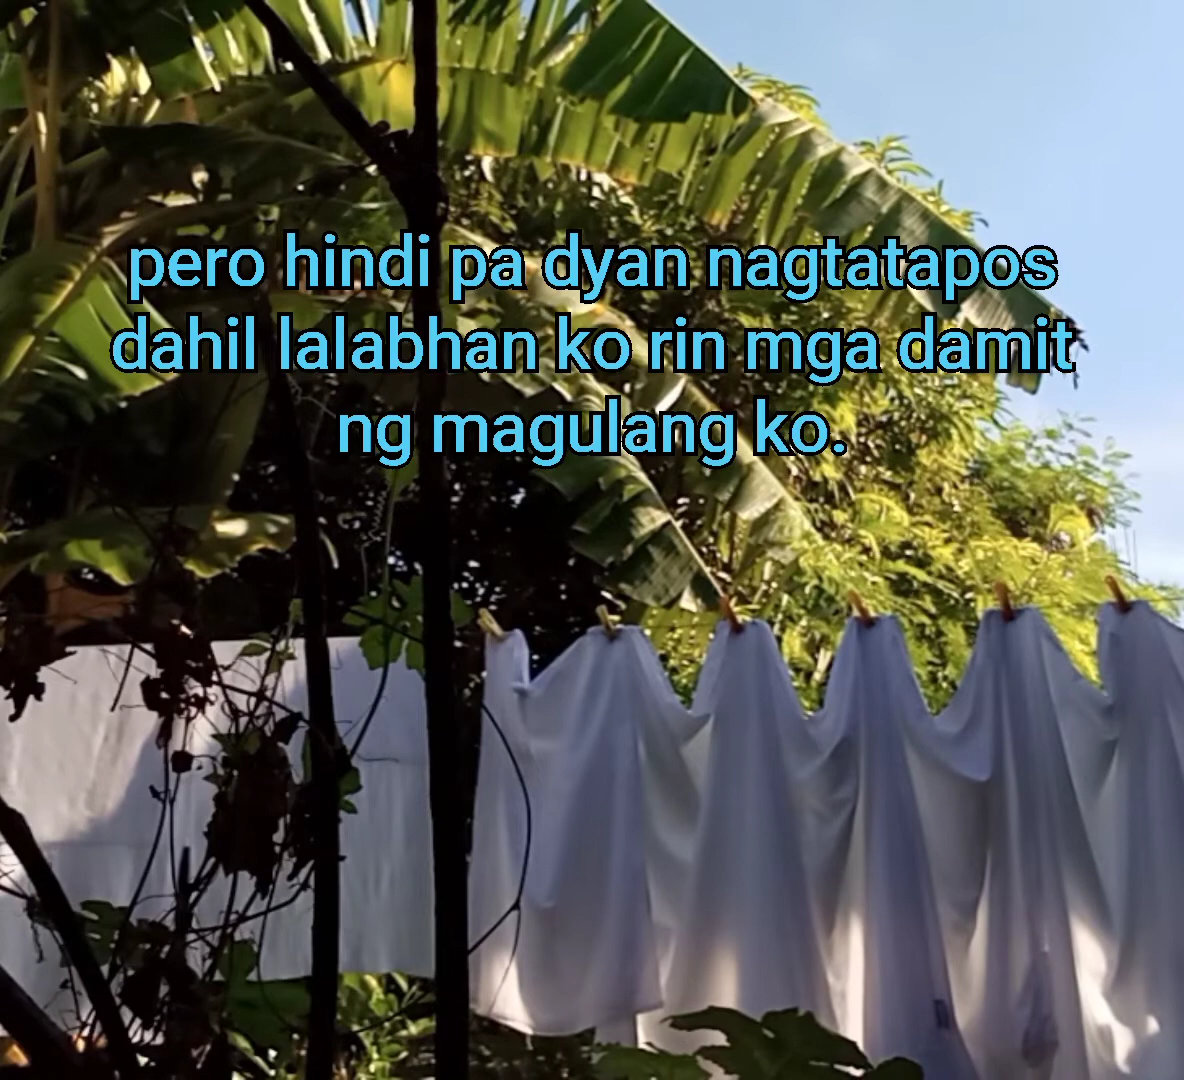 pero hindi pa dyan nagtatapos
dahil lalabhan ko rin mga damit
ng magulang ko.